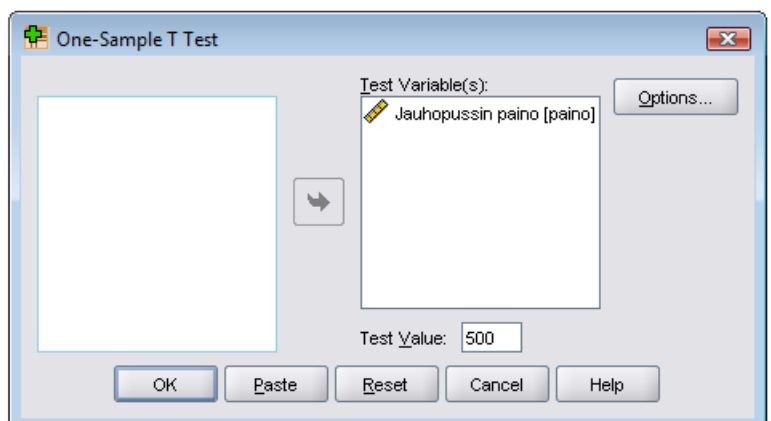 One-Sample T Test
Test Variable(s):
Jauhopussin paino [paino]
Options...
Test Value: 500
OK Paste Reset Cancel Help